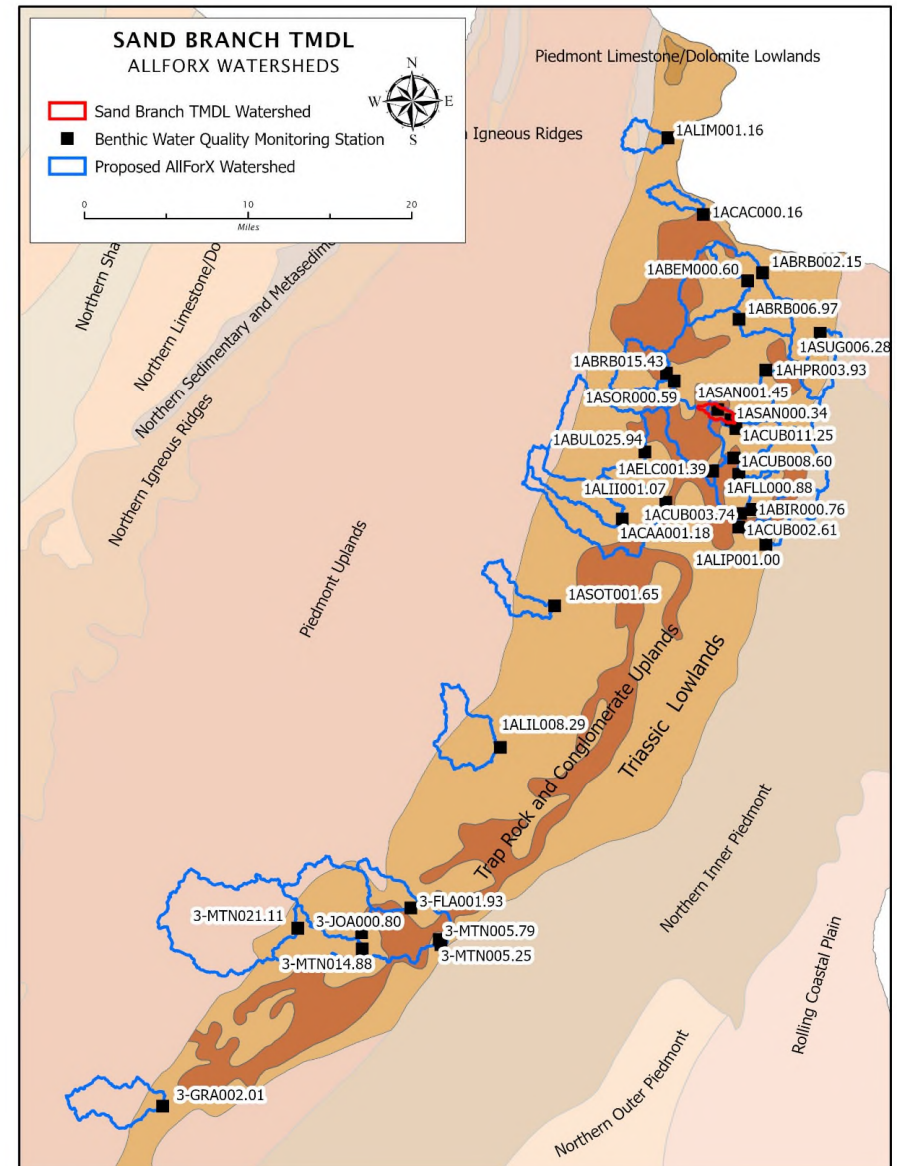 SAND BRANCH TMDL
ALLFORX WATERSHEDS
N
W E
S
Sand Branch TMDL Watershed
Benthic Water Quality Monitoring Station
Proposed AllForX Watershed
0 10 20
Miles
Piedmont Limestone/Dolomite Lowlands
n Igneous Ridges
1ALIM001.16
1ACAC000.16
Northern Sha
Northern Limestone/Do
Northern Sedimentary and Metasedime
1ABEM000.60
1ABRB002.15
1ABRB006.97
1ASUG006.28
1ABRB015.43
1AHPR003.93
1ASOR000.59
1ASAN001.45
1ASAN000.34
1ACUB011.25
1ABUL025.94
1ACUB008.60
1AELC001.39
1AFLL000.88
1ALII001.07
1ACUB003.74
1ABIR000.76
1ACAA001.18
1ACUB002.61
1ALIP001.00
Northern Igneous Ridges
Piedmont Uplands
1ASOT001.65
1ALIL008.29
Trap Rock and Conglomerate Uplands
Triassic Lowlands
3-FLA001.93
3-MTN021.11
3-JOA000.80
3-MTN005.79
3-MTN014.88
3-MTN005.25
Northern Inner Piedmont
Rolling Coastal Plain
3-GRA002.01
Northern Outer Piedmont